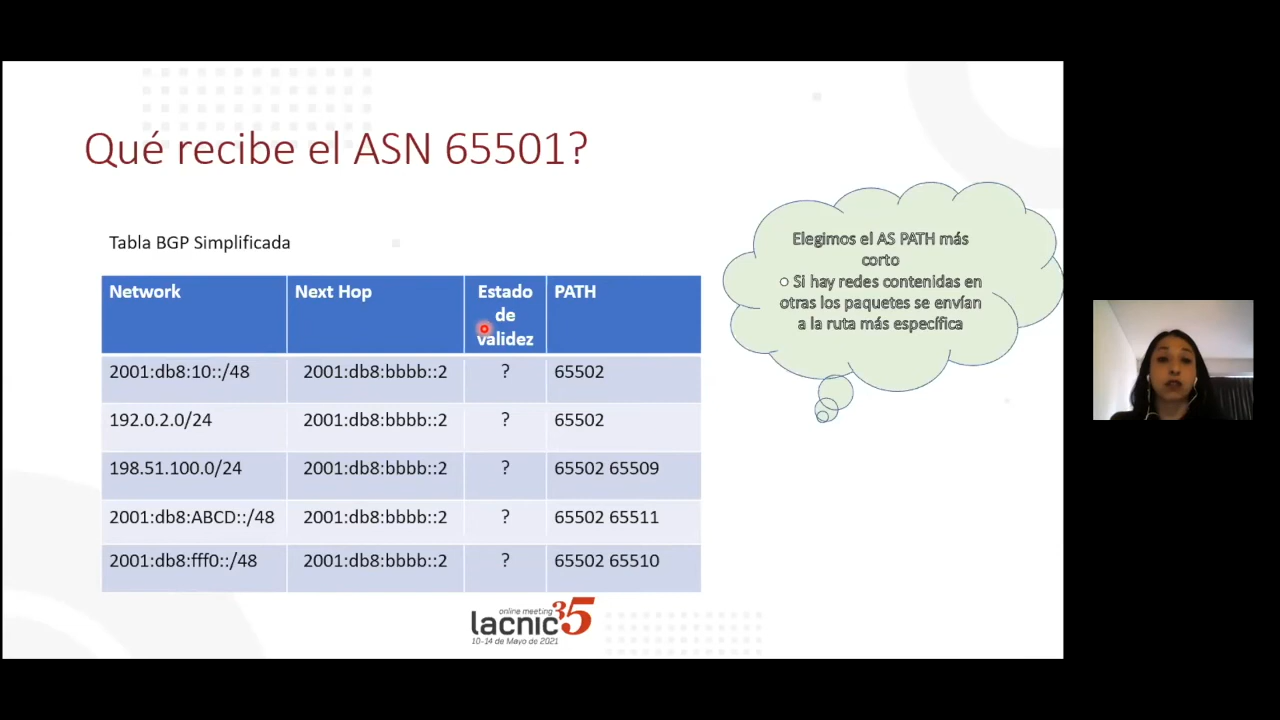 Qué recibe el ASN 65501?
Tabla BGP Simplificada
Network Next Hop Estado de validez PATH
2001:db8:10::/48 2001:db8:bbbb::2 ? 65502
192.0.2.0/24 2001:db8:bbbb::2 ? 65502
198.51.100.0/24 2001:db8:bbbb::2 ? 65502 65509
2001:db8:ABCD::/48 2001:db8:bbbb::2 ? 65502 65511
2001:db8:fff0::/48 2001:db8:bbbb::2 ? 65502 65510
Elegimos el AS PATH más
corto
Si hay redes contenidas en
otras los paquetes se envían
a la ruta más específica
online meeting
lacnic 35
10-14 de Mayo de 2021